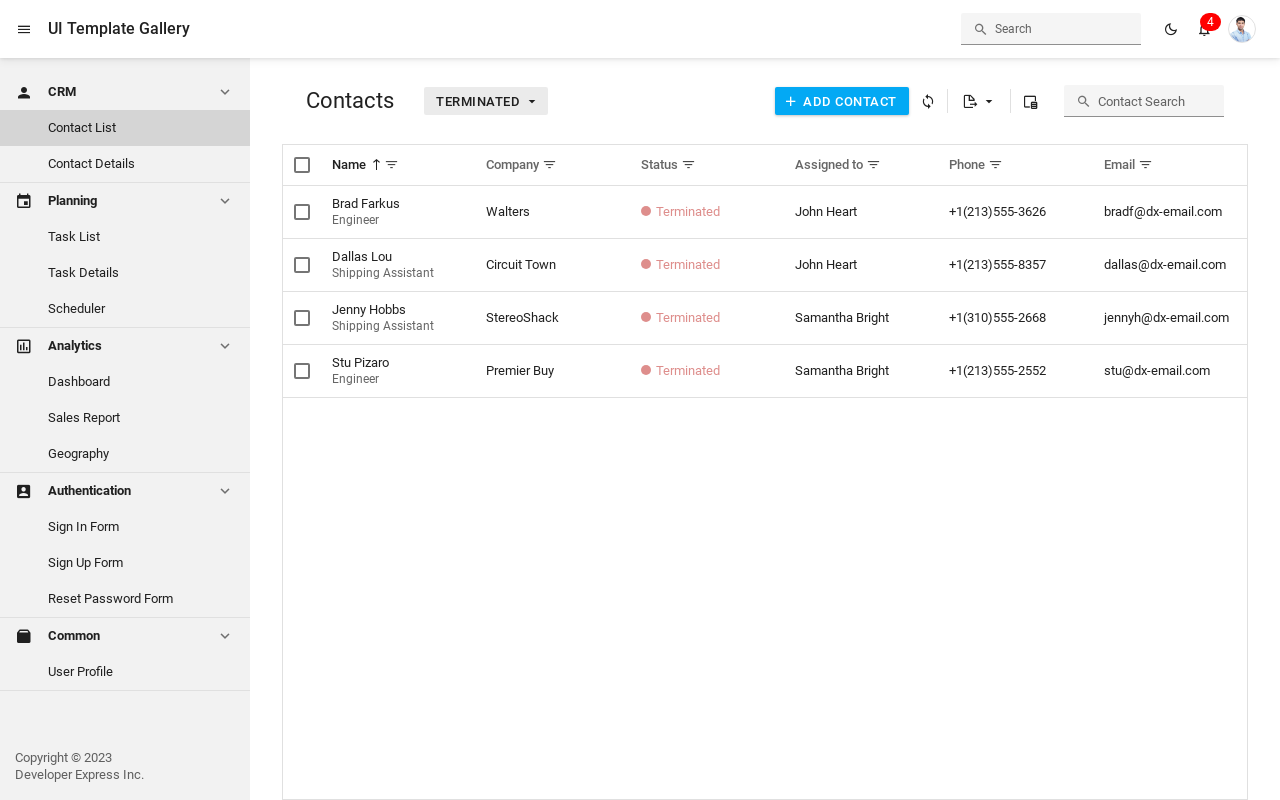 UI Template Gallery
Search
4
CRM
Contact List
Contact Details
Planning
Task List
Task Details
Scheduler
Analytics
Dashboard
Sales Report
Geography
Authentication
Sign In Form
Sign Up Form
Reset Password Form
Common
User Profile
Copyright © 2023
Developer Express Inc.
Contacts
TERMINATED
ADD CONTACT
Contact Search
Name Company Status Assigned to Phone Email
Brad Farkus
Engineer
Walters Terminated John Heart +1(213)555-3626 bradf@dx-email.com
Dallas Lou
Shipping Assistant
Circuit Town Terminated John Heart +1(213)555-8357 dallas@dx-email.com
Jenny Hobbs
Shipping Assistant
StereoShack Terminated Samantha Bright +1(310)555-2668 jennyh@dx-email.com
Stu Pizaro
Engineer
Premier Buy Terminated Samantha Bright +1(213)555-2552 stu@dx-email.com